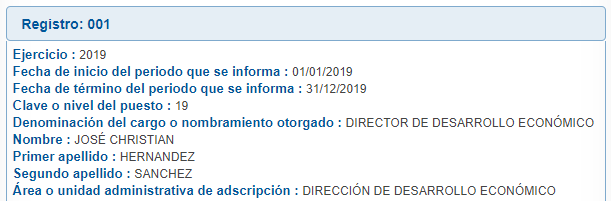 Registro: 001
Ejercicio : 2019
Fecha de inicio del periodo que se informa : 01/01/2019
Fecha de término del periodo que se informa : 31/12/2019
Clave o nivel del puesto : 19
Denominación del cargo o nombramiento otorgado : DIRECTOR DE DESARROLLO ECONÓMICO
Nombre : JOSÉ CHRISTIAN
Primer apellido : HERNANDEZ
Segundo apellido : SANCHEZ
Área o unidad administrativa de adscripción : DIRECCIÓN DE DESARROLLO ECONÓMICO